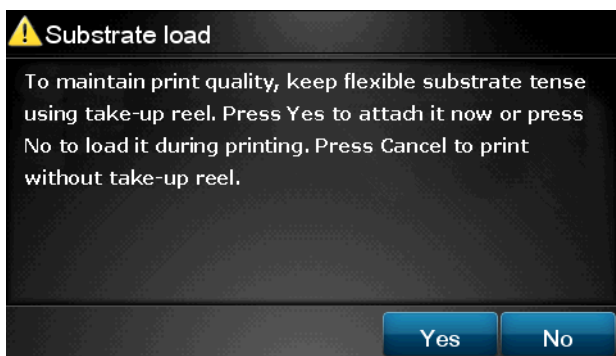 Substrate load
To maintain print quality, keep flexible substrate tense
using take-up reel. Press Yes to attach it now or press
No to load it during printing. Press Cancel to print
without take-up reel.
Yes No